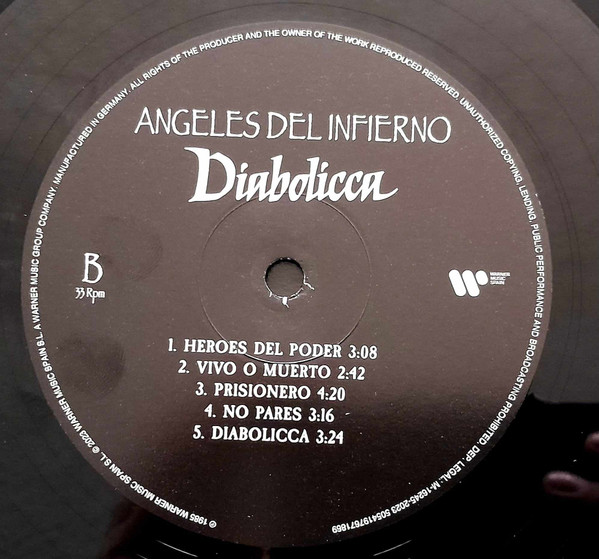 ANGELES DEL INFIERNO
Diabolicca
B
33 Rpm
WARNER
MUSIC
SPAIN
1. HEROES DEL PODER 3:08
2. VIVO O MUERTO 2:42
3. PRISIONERO 4:20
4. NO PARES 3:16
5. DIABOLICCA 3:24
℗ 1985 WARNER MUSIC SPAIN S.L. © 2023 WARNER MUSIC SPAIN S.L. A WARNER MUSIC GROUP COMPANY. MANUFACTURED IN GERMANY. ALL RIGHTS OF THE PRODUCER AND THE OWNER OF THE WORK REPRODUCED RESERVED. UNAUTHORIZED COPYING, LENDING, PUBLIC PERFORMANCE AND BROADCASTING PROHIBITED. DEP. LEGAL: M-16245-2023 5054197671869